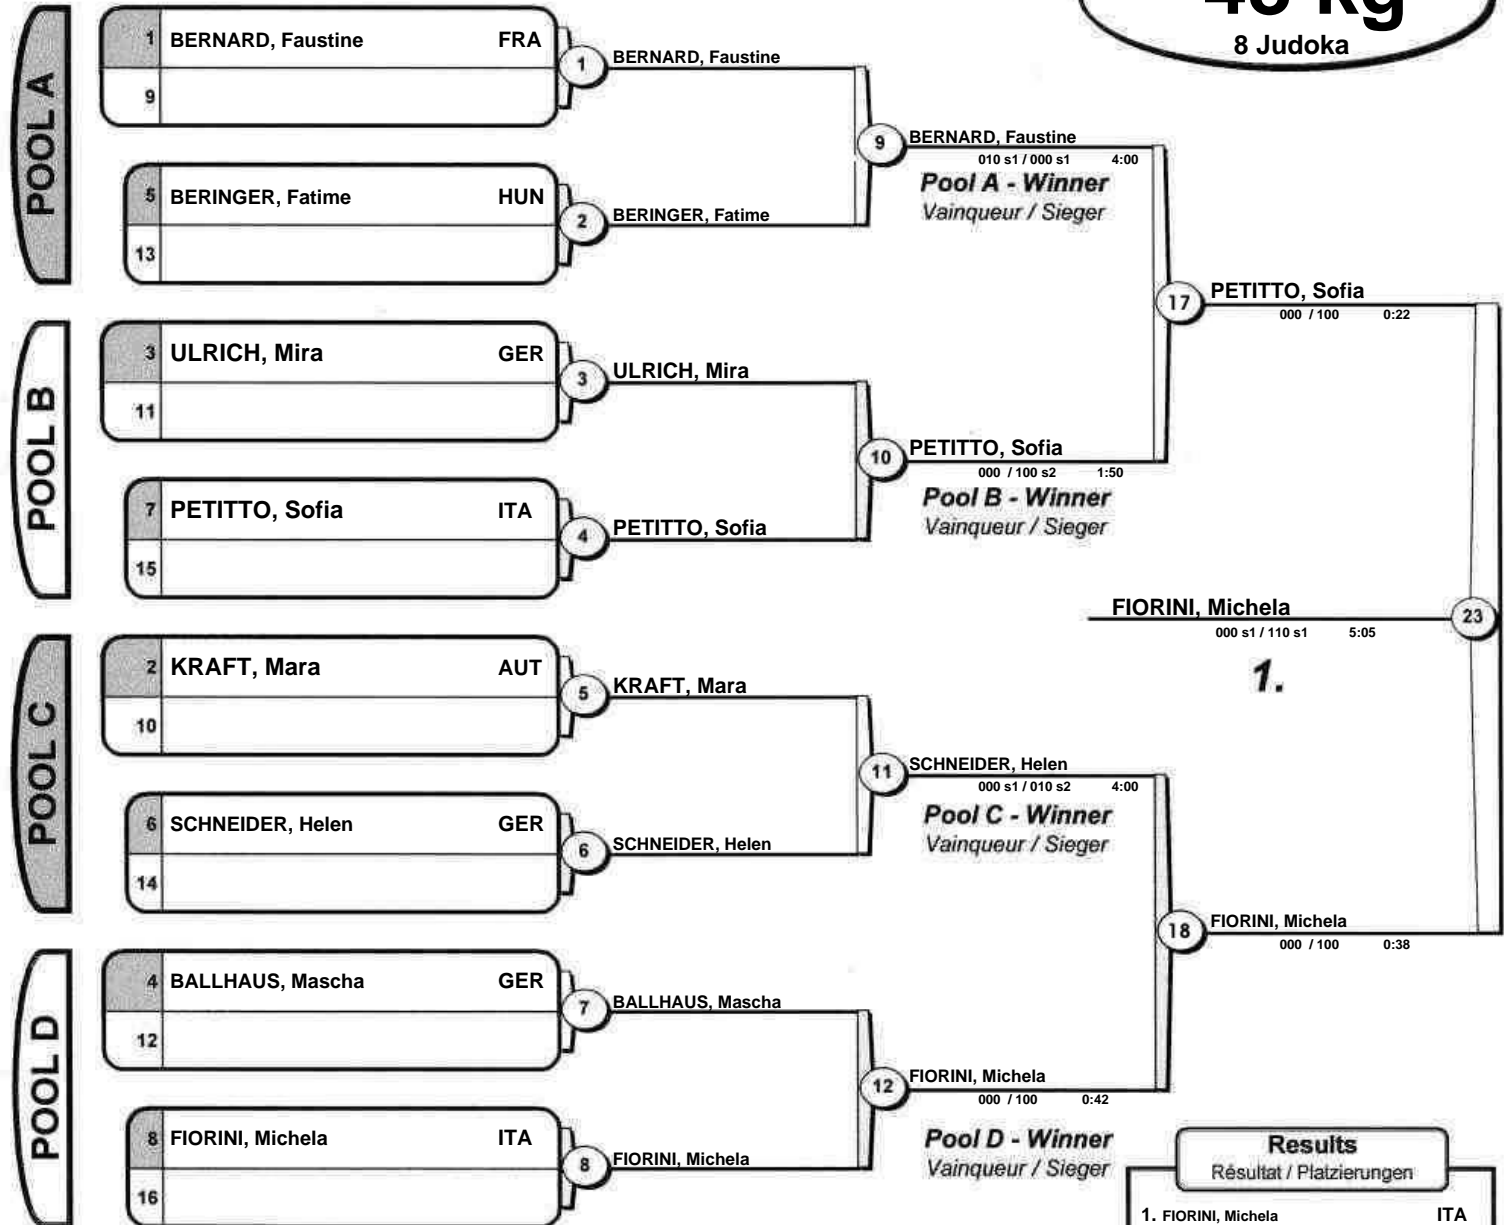 8 Judoka
POOL A
1 BERNARD, Faustine FRA
9
1
BERNARD, Faustine
5 BERINGER, Fatime HUN
13
2
BERINGER, Fatime
9
BERNARD, Faustine
010 s1 / 000 s1 4:00
Pool A - Winner
Vainqueur / Sieger
POOL B
3 ULRICH, Mira GER
11
3
ULRICH, Mira
7 PETITTO, Sofia ITA
15
4
PETITTO, Sofia
10
PETITTO, Sofia
000 / 100 s2 1:50
Pool B - Winner
Vainqueur / Sieger
17
PETITTO, Sofia
000 / 100 0:22
FIORINI, Michela
000 s1 / 110 s1 5:05
23
1.
POOL C
2 KRAFT, Mara AUT
10
5
KRAFT, Mara
6 SCHNEIDER, Helen GER
14
6
SCHNEIDER, Helen
11
SCHNEIDER, Helen
000 s1 / 010 s2 4:00
Pool C - Winner
Vainqueur / Sieger
POOL D
4 BALLHAUS, Mascha GER
12
7
BALLHAUS, Mascha
8 FIORINI, Michela ITA
16
8
FIORINI, Michela
12
FIORINI, Michela
000 / 100 0:42
Pool D - Winner
Vainqueur / Sieger
18
FIORINI, Michela
000 / 100 0:38
Results
Résultat / Platzierungen
1. FIORINI, Michela ITA